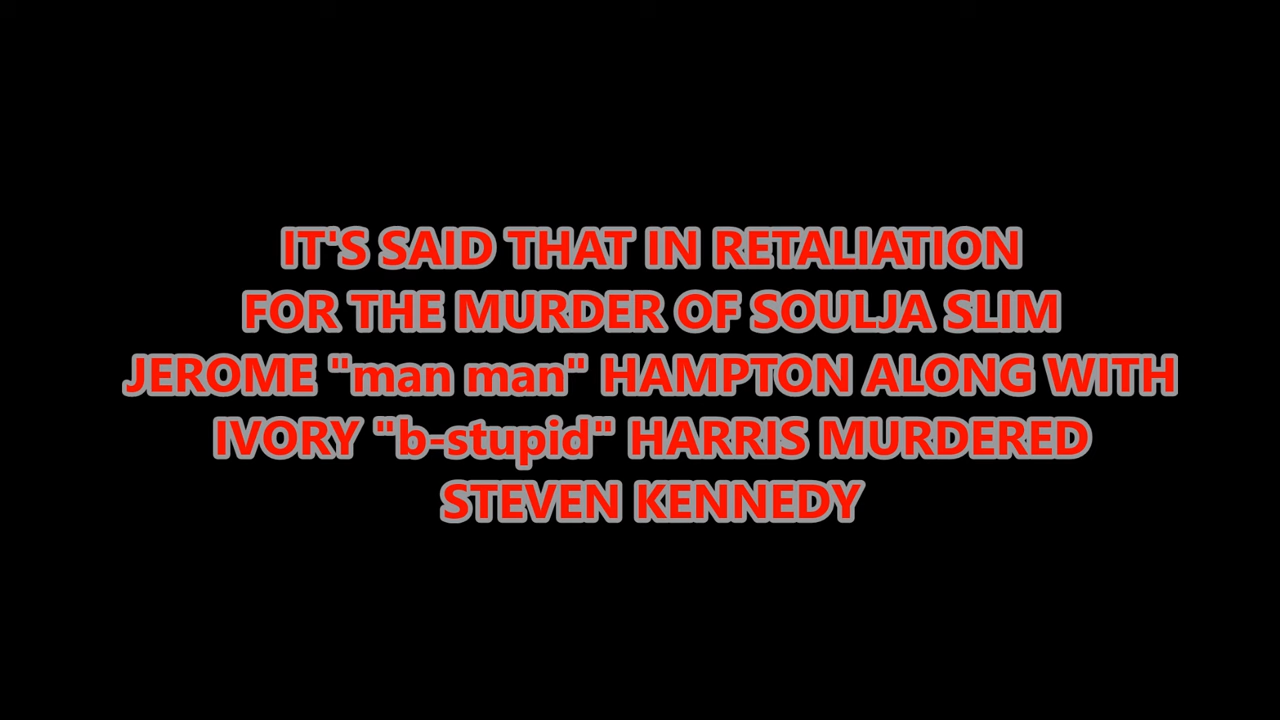 IT'S SAID THAT IN RETALIATION
FOR THE MURDER OF SOULJA SLIM
JEROME "man man" HAMPTON ALONG WITH
IVORY "b-stupid" HARRIS MURDERED
STEVEN KENNEDY